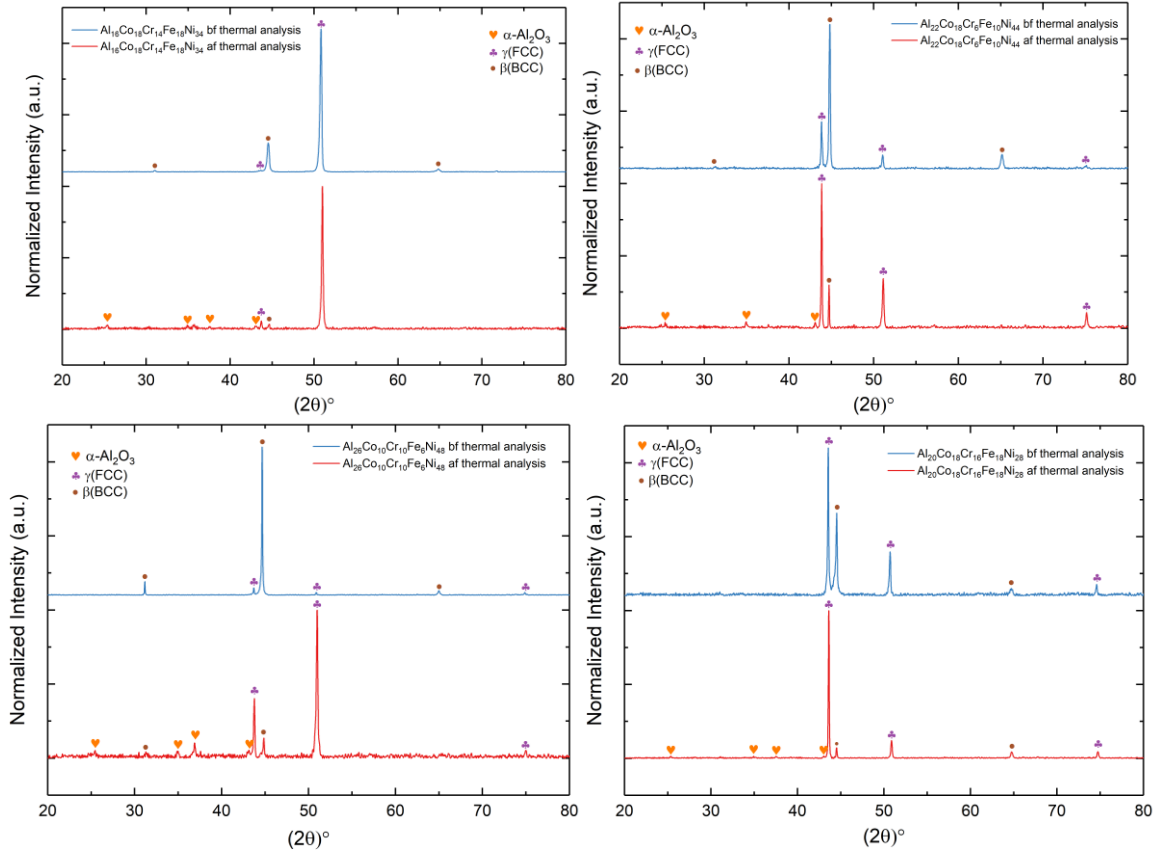 Al16Co18Cr14Fe18Ni34 bf thermal analysis
Al16Co18Cr14Fe18Ni34 af thermal analysis
α-Al2O3
γ(FCC)
β(BCC)
Normalized Intensity (a.u.)
20 30 40 50 60 70 80
(2θ)°
α-Al2O3
γ(FCC)
β(BCC)
Al22Co18Cr6Fe10Ni44 bf thermal analysis
Al22Co18Cr6Fe10Ni44 af thermal analysis
Normalized Intensity (a.u.)
20 30 40 50 60 70 80
(2θ)°
α-Al2O3
γ(FCC)
β(BCC)
Al26Co10Cr10Fe6Ni48 bf thermal analysis
Al26Co10Cr10Fe6Ni48 af thermal analysis
Normalized Intensity (a.u.)
20 30 40 50 60 70 80
(2θ)°
α-Al2O3
γ(FCC)
β(BCC)
Al20Co18Cr16Fe18Ni28 bf thermal analysis
Al20Co18Cr16Fe18Ni28 af thermal analysis
Normalized Intensity (a.u.)
20 30 40 50 60 70 80
(2θ)°